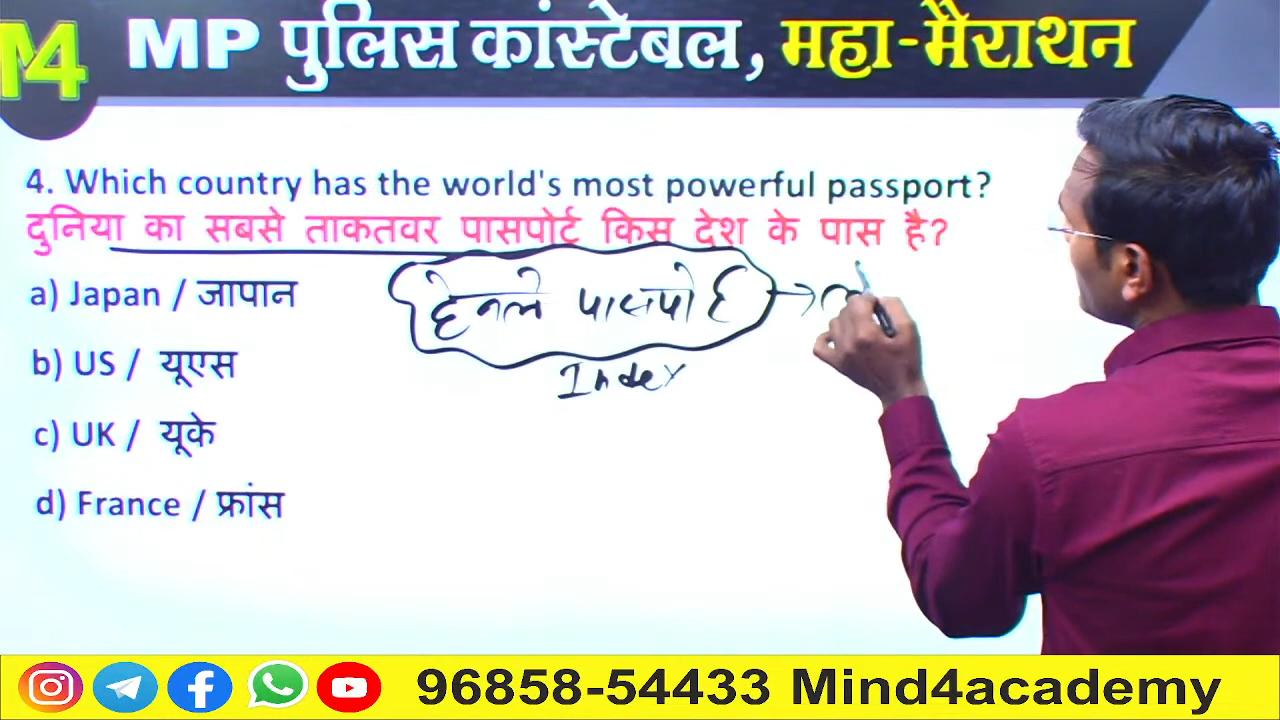 M4
MP पुलिस कांस्टेबल, महा-मैराथन
4. Which country has the world's most powerful passport?
दुनिया का सबसे ताकतवर पासपोर्ट किस देश के पास है?
a) Japan / जापान
हेनले पासपोर्ट →
Index
b) US / यूएस
c) UK / यूके
d) France / फ्रांस
96858-54433 Mind4academy